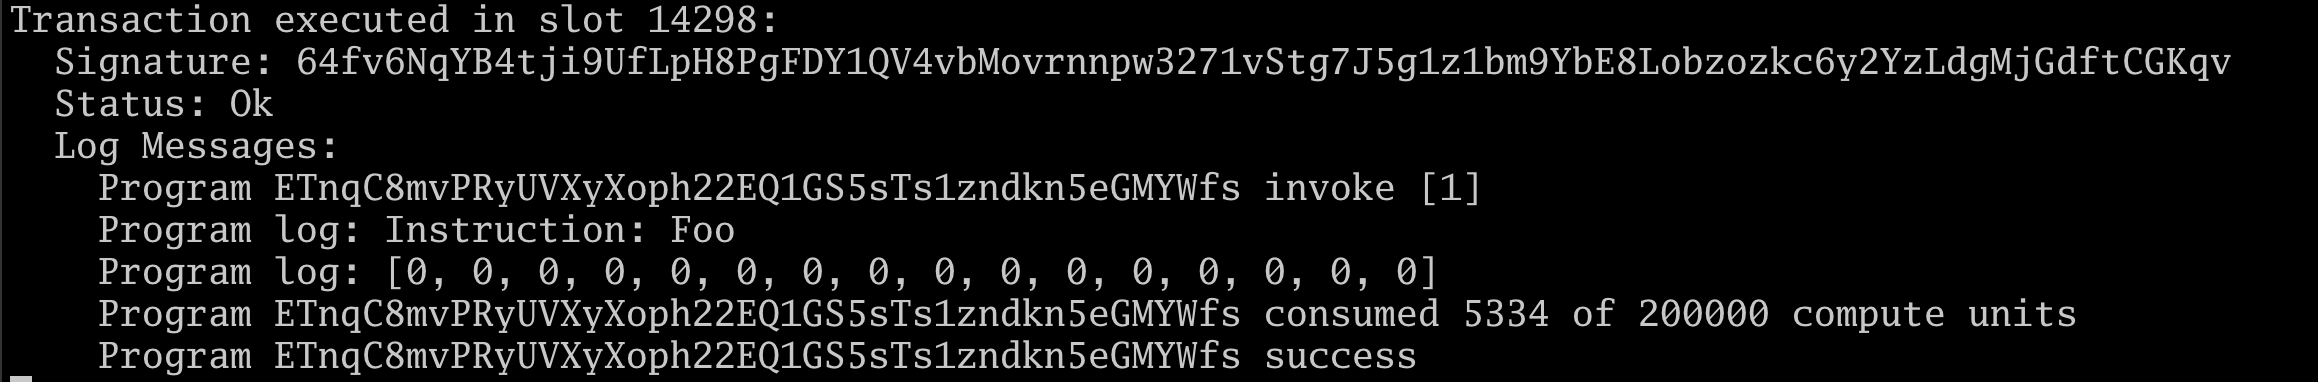 Transaction executed in slot 14298:
Signature: 64fv6NqYB4tji9UfLpH8PgFDY1QV4vbMovrnnpw3271vStg7J5g1z1bm9YbE8Lobzozkc6y2YzLdgMjGdftCGKqv
Status: Ok
Log Messages:
Program ETnqC8mvPRyUVXyXoph22EQ1GS5sTs1zndkn5eGMYWfs invoke [1]
Program log: Instruction: Foo
Program log: [0, 0, 0, 0, 0, 0, 0, 0, 0, 0, 0, 0, 0, 0, 0, 0]
Program ETnqC8mvPRyUVXyXoph22EQ1GS5sTs1zndkn5eGMYWfs consumed 5334 of 200000 compute units
Program ETnqC8mvPRyUVXyXoph22EQ1GS5sTs1zndkn5eGMYWfs success